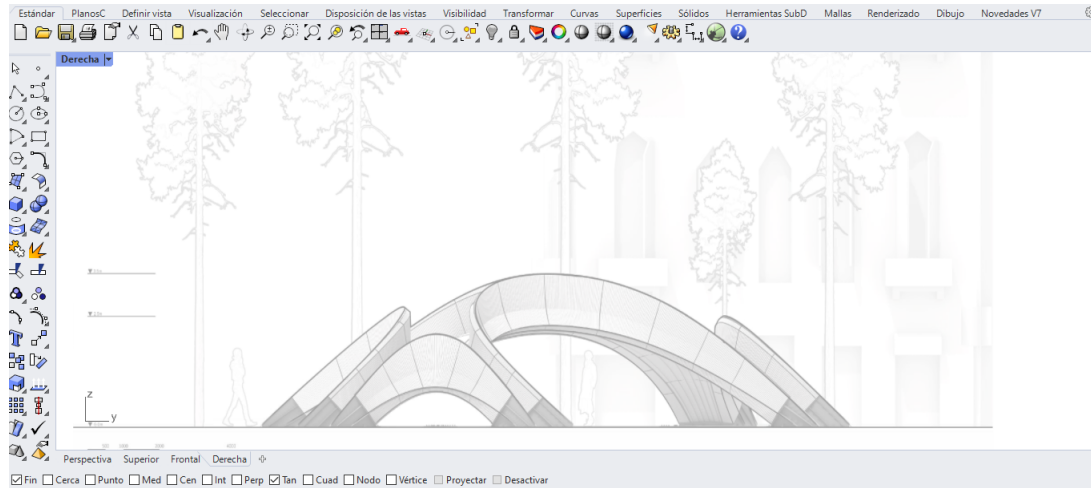 Estándar PlanosC Definir vista Visualización Seleccionar Disposición de las vistas Visibilidad Transformar Curvas Superficies Sólidos Herramientas SubD Mallas Renderizado Dibujo Novedades V7
Derecha
z
y
Perspectiva Superior Frontal Derecha
Fin Cerca Punto Med Cen Int Perp Tan Cuad Nodo Vértice Proyectar Desactivar